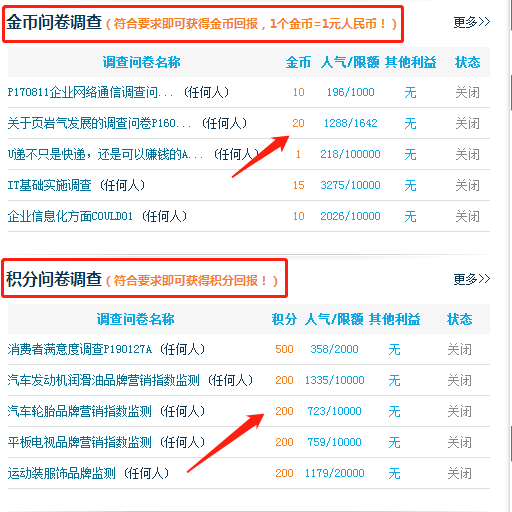 金币问卷调查（符合要求即可获得金币回报，1个金币=1元人民币！） 更多>>
调查问卷名称 金币 人气/限额 其他利益 状态
P170811企业网络通信调查问... (任何人) 10 196/1000 无 关闭
关于页岩气发展的调查问卷P160... (任何人) 20 1288/1642 无 关闭
U递不只是快递，还是可以赚钱的A... (任何人) 1 218/100000 无 关闭
IT基础实施调查 (任何人) 15 3275/10000 无 关闭
企业信息化方面COULD01 (任何人) 10 2026/10000 无 关闭
积分问卷调查（符合要求即可获得积分回报！） 更多>>
调查问卷名称 积分 人气/限额 其他利益 状态
消费者满意度调查P190127A (任何人) 500 358/2000 无 关闭
汽车发动机润滑油品牌营销指数监测 (任何人) 200 1335/10000 无 关闭
汽车轮胎品牌营销指数监测 (任何人) 200 723/10000 无 关闭
平板电视品牌营销指数监测 (任何人) 200 759/10000 无 关闭
运动装服饰品牌监测 (任何人) 200 1179/20000 无 关闭